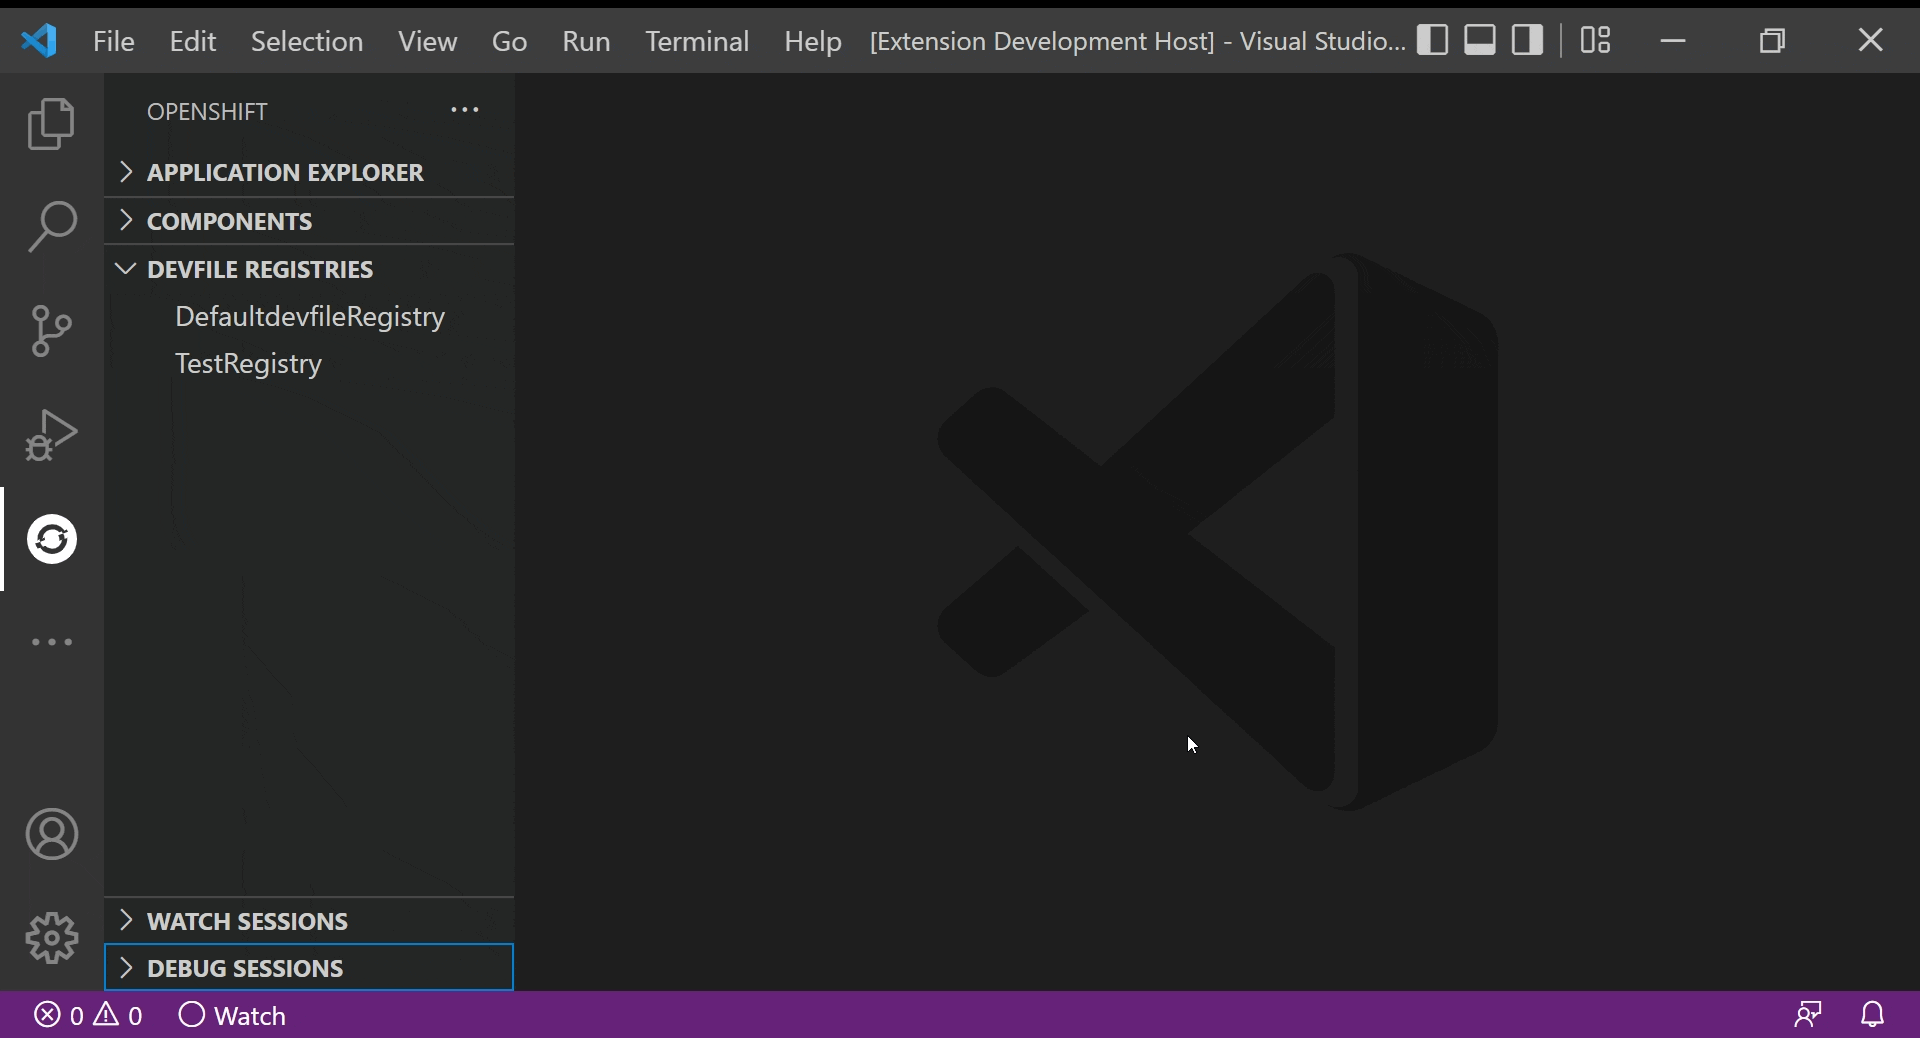 File Edit Selection View Go Run Terminal Help [Extension Development Host] - Visual Studio...
OPENSHIFT
APPLICATION EXPLORER
COMPONENTS
DEVFILE REGISTRIES
DefaultdevfileRegistry
TestRegistry
WATCH SESSIONS
DEBUG SESSIONS
0 0 Watch